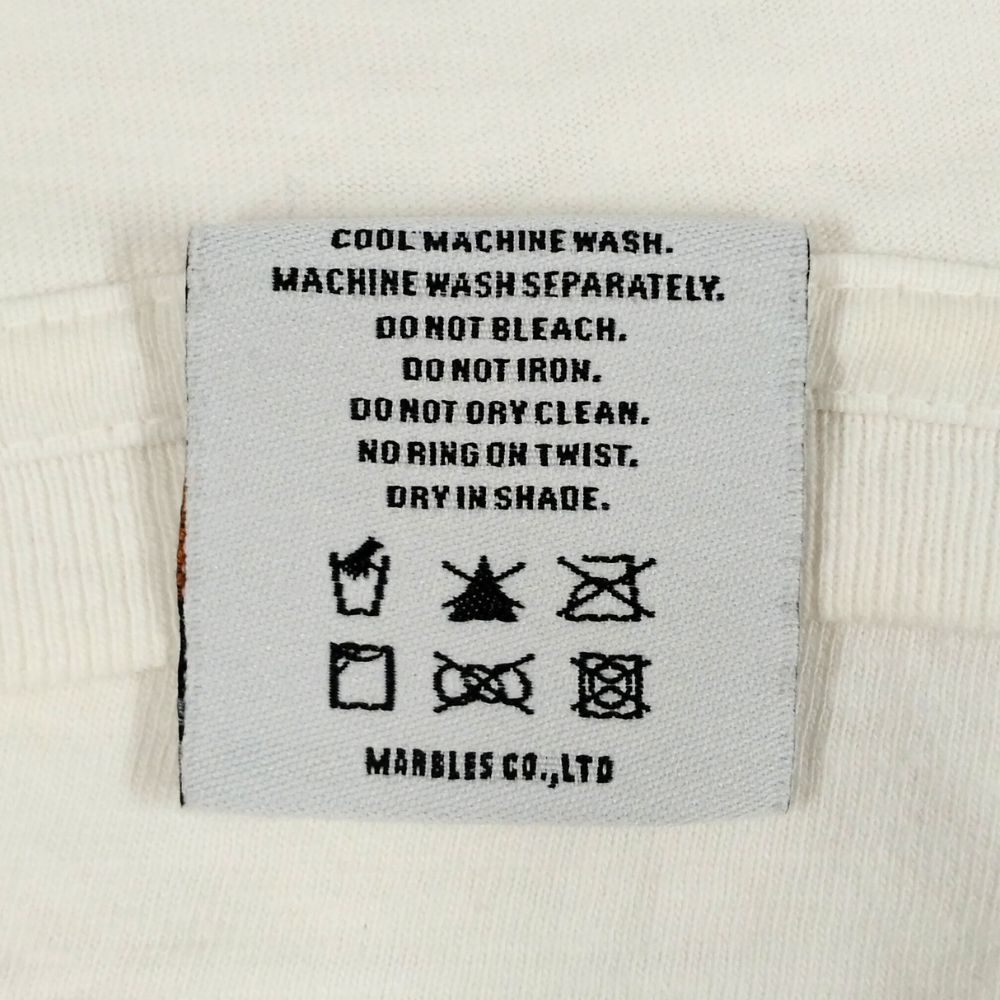 COOL MACHINE WASH.
MACHINE WASH SEPARATELY.
DO NOT BLEACH.
DO NOT IRON.
DO NOT DRY CLEAN.
NO RING ON TWIST.
DRY IN SHADE.
MARBLES CO.,LTD